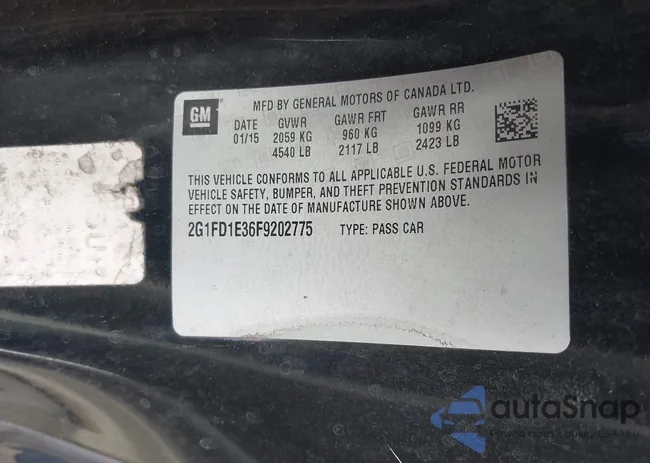 GM
MFD BY GENERAL MOTORS OF CANADA LTD.
DATE GVWR GAWR FRT GAWR RR
01/15 2059 KG 960 KG 1099 KG
4540 LB 2117 LB 2423 LB
THIS VEHICLE CONFORMS TO ALL APPLICABLE U.S. FEDERAL MOTOR
VEHICLE SAFETY, BUMPER, AND THEFT PREVENTION STANDARDS IN
EFFECT ON THE DATE OF MANUFACTURE SHOWN ABOVE.
2G1FD1E36F9202775 TYPE: PASS CAR
autoSnap